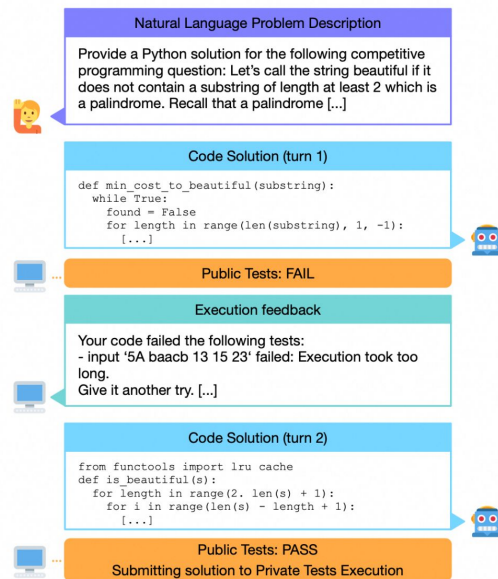 Natural Language Problem Description
Provide a Python solution for the following competitive
programming question: Let's call the string beautiful if it
does not contain a substring of length at least 2 which is
a palindrome. Recall that a palindrome [...]
Code Solution (turn 1)
def min_cost_to_beautiful(substring):
while True:
found = False
for length in range(len(substring), 1, -1):
[...]
Public Tests: FAIL
Execution feedback
Your code failed the following tests:
- input '5A baacb 13 15 23' failed: Execution took too
long.
Give it another try. [...]
Code Solution (turn 2)
from functools import lru cache
def is_beautiful(s):
for length in range(2. len(s) + 1):
for i in range(len(s) - length + 1):
[...]
Public Tests: PASS
Submitting solution to Private Tests Execution